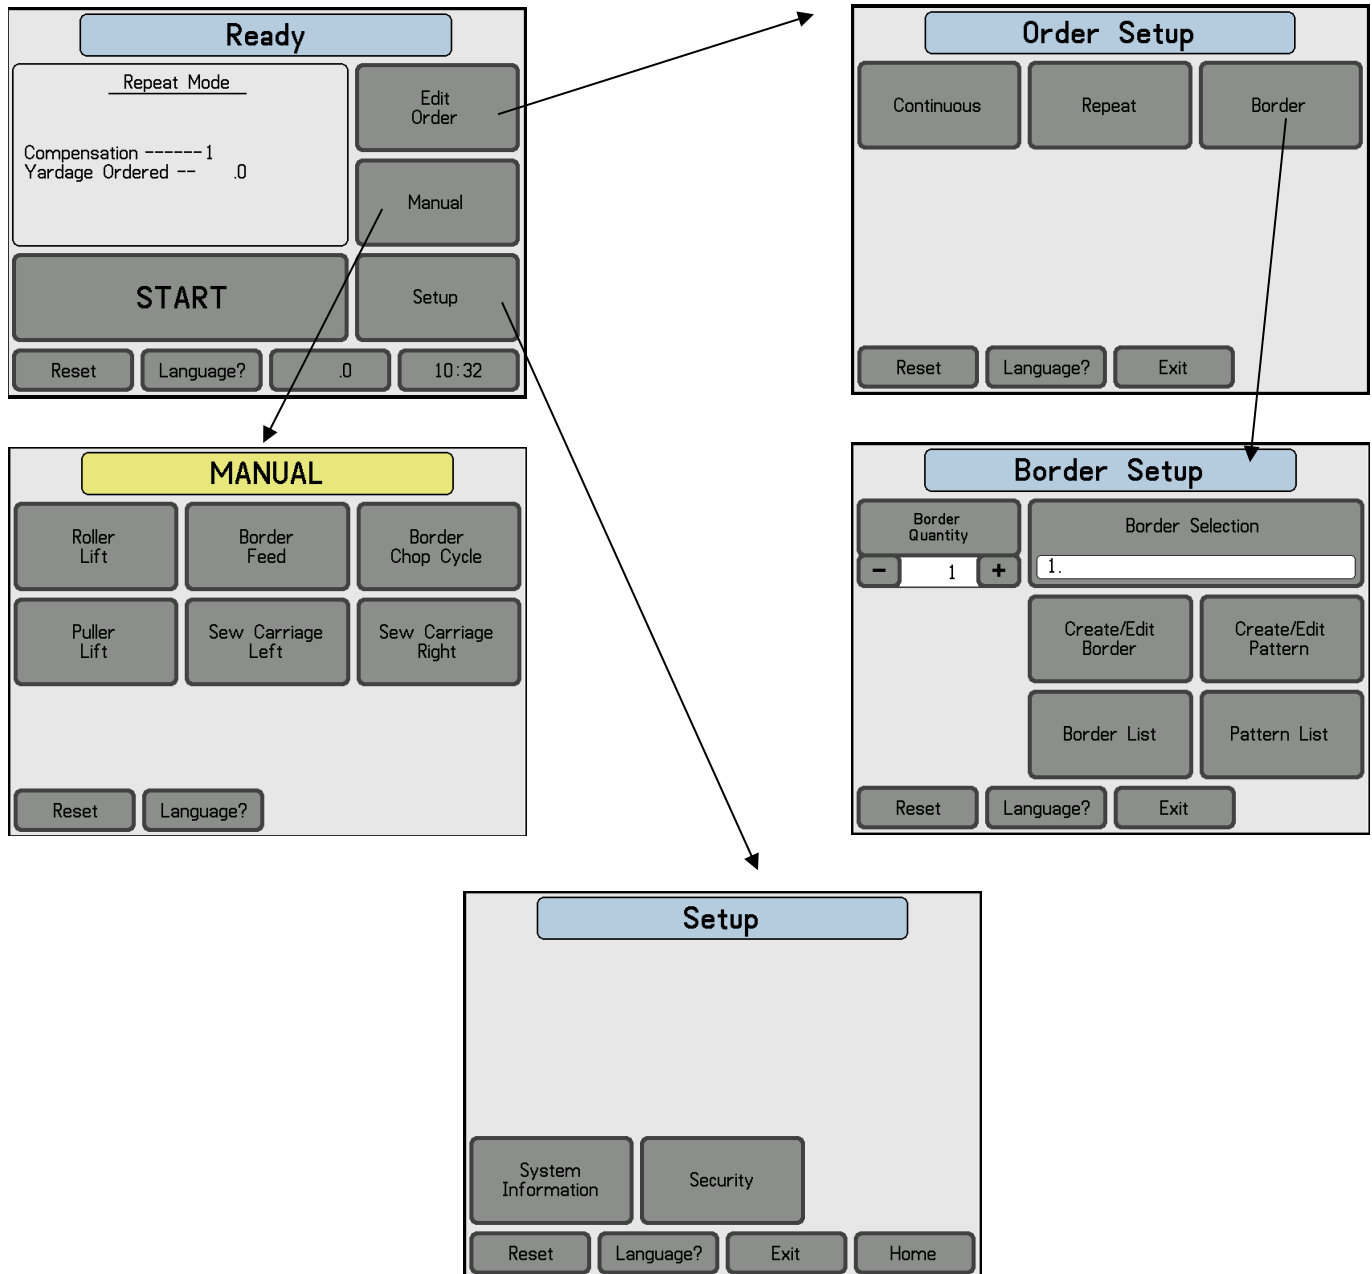 Ready
Repeat Mode
Compensation ------1
Yardage Ordered -- .0
Edit
Order
Manual
START
Setup
Reset
Language?
.0
10:32
Order Setup
Continuous
Repeat
Border
Reset
Language?
Exit
MANUAL
Roller
Lift
Border
Feed
Border
Chop Cycle
Puller
Lift
Sew Carriage
Left
Sew Carriage
Right
Reset
Language?
Border Setup
Border
Quantity
- 1 +
Border Selection
1.
Create/Edit
Border
Create/Edit
Pattern
Border List
Pattern List
Reset
Language?
Exit
Setup
System
Information
Security
Reset
Language?
Exit
Home